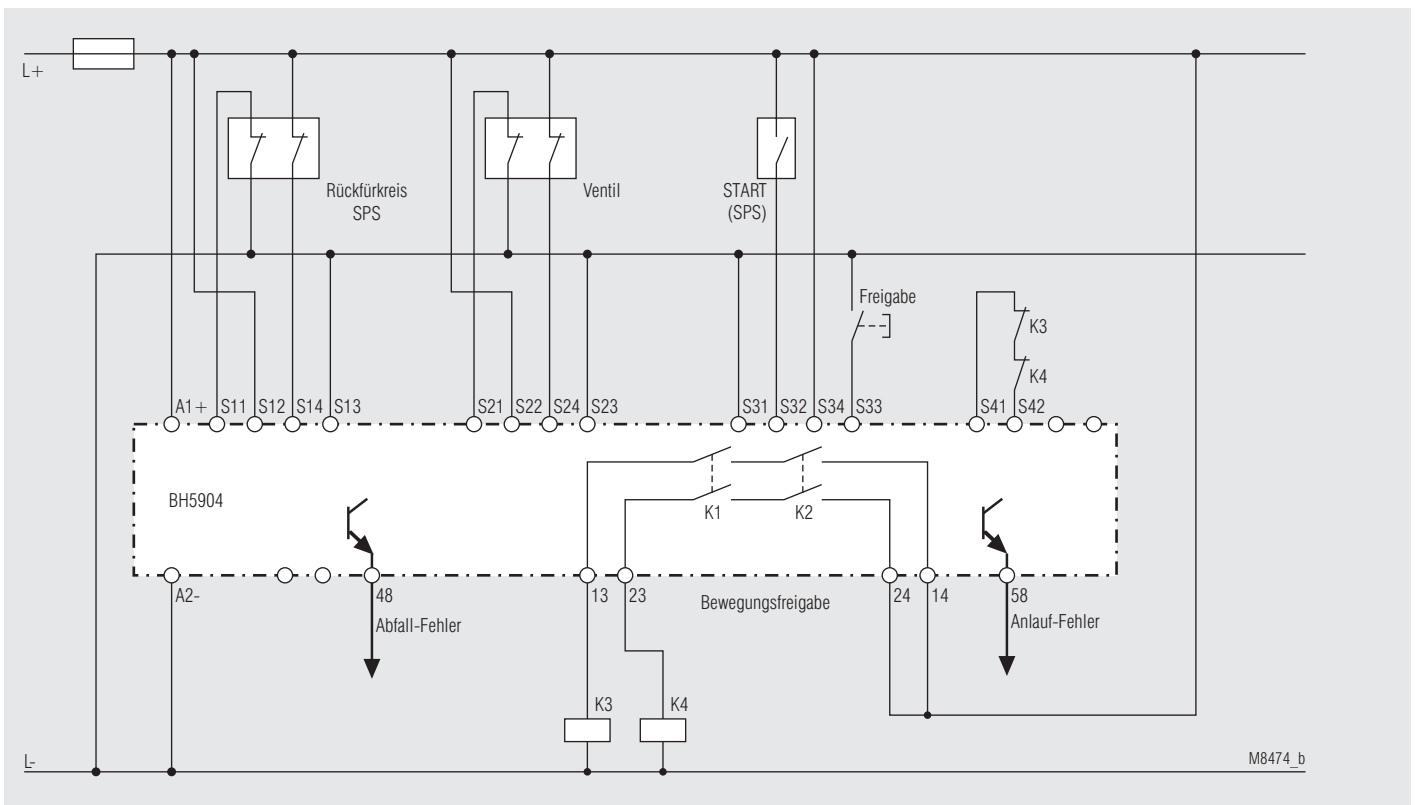 L+
Rückfürkreis
SPS
Ventil
START
(SPS)
Freigabe
K3
K4
A1+ S11 S12 S14 S13 S21 S22 S24 S23 S31 S32 S34 S33 S41 S42
BH5904
K1 K2
A2- 48 13 23 Bewegungsfreigabe 24 14 58
Abfall-Fehler
Anlauf-Fehler
K3 K4
L-
M8474_b